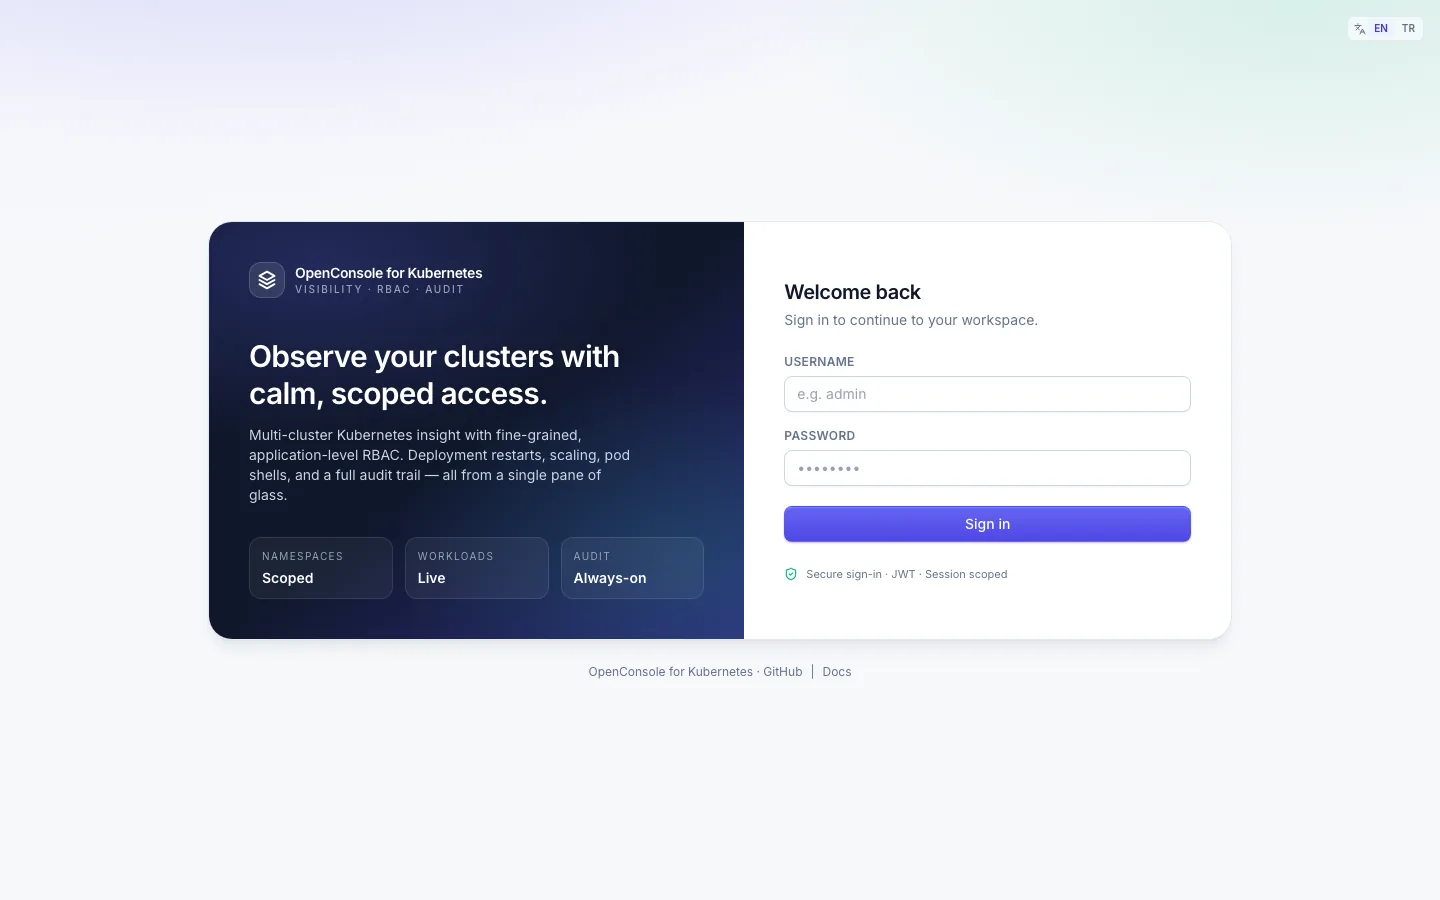 EN TR
OpenConsole for Kubernetes
VISIBILITY · RBAC · AUDIT
Observe your clusters with
calm, scoped access.
Multi-cluster Kubernetes insight with fine-grained,
application-level RBAC. Deployment restarts, scaling, pod
shells, and a full audit trail — all from a single pane of
glass.
NAMESPACES
Scoped
WORKLOADS
Live
AUDIT
Always-on
Welcome back
Sign in to continue to your workspace.
USERNAME
e.g. admin
PASSWORD
••••••••
Sign in
Secure sign-in · JWT · Session scoped
OpenConsole for Kubernetes · GitHub | Docs